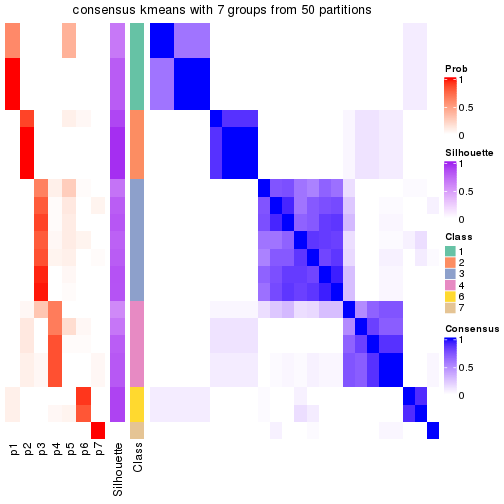 consensus kmeans with 7 groups from 50 partitions
p1
p2
p3
p4
p5
p6
p7
Silhouette
Class
Prob
1
0.5
0
Silhouette
1
0.5
0
Class
1
2
3
4
6
7
Consensus
1
0.5
0